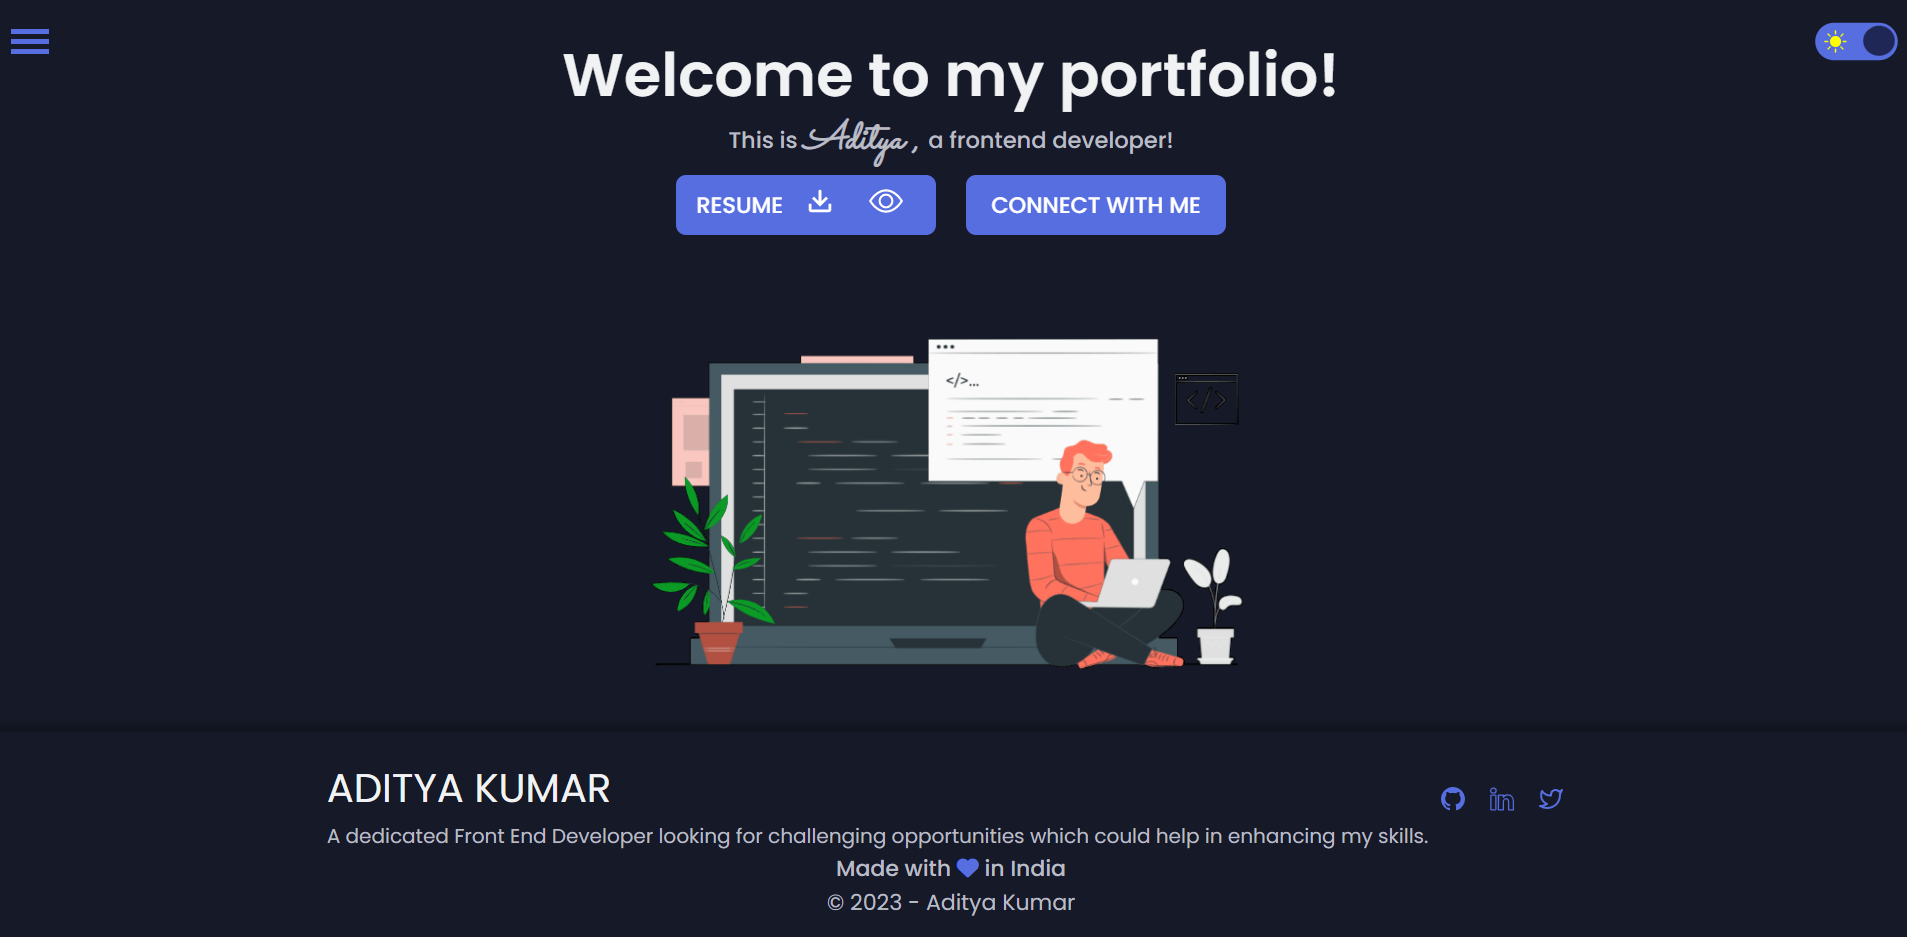 Welcome to my portfolio!
This is Aditya, a frontend developer!
RESUME
CONNECT WITH ME
</>...
</>
ADITYA KUMAR
in
A dedicated Front End Developer looking for challenging opportunities which could help in enhancing my skills.
Made with in India
© 2023 - Aditya Kumar